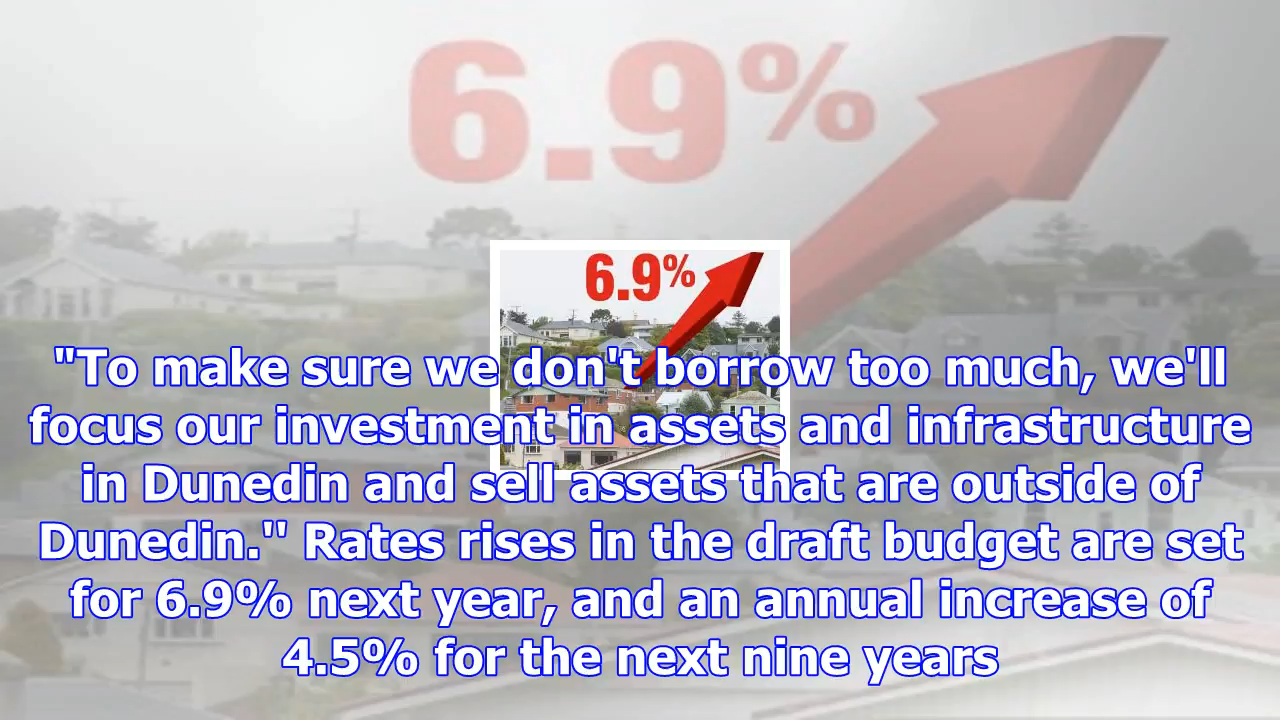 6.9%
6.9%
"To make sure we don't borrow too much, we'll
focus our investment in assets and infrastructure
in Dunedin and sell assets that are outside of
Dunedin.'' Rates rises in the draft budget are set
for 6.9% next year, and an annual increase of
4.5% for the next nine years